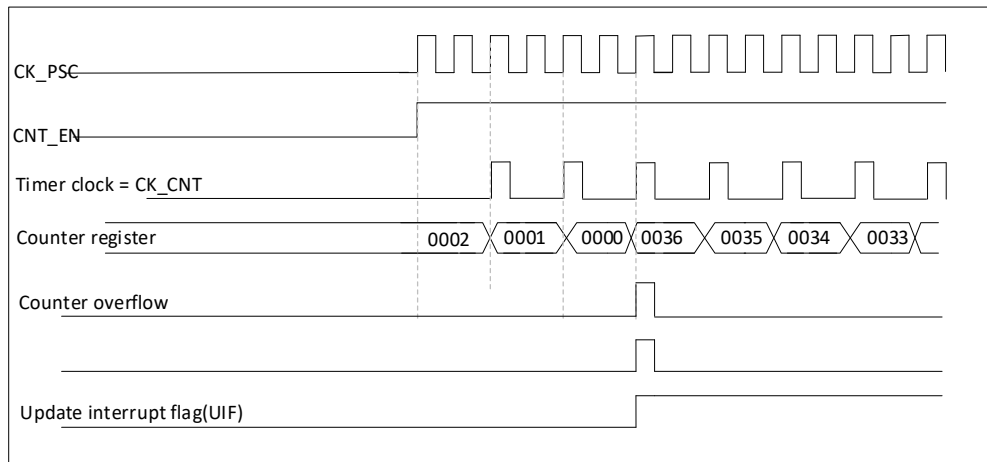 CK_PSC
CNT_EN
Timer clock = CK_CNT
Counter register 0002 0001 0000 0036 0035 0034 0033
Counter overflow
Update interrupt flag(UIF)